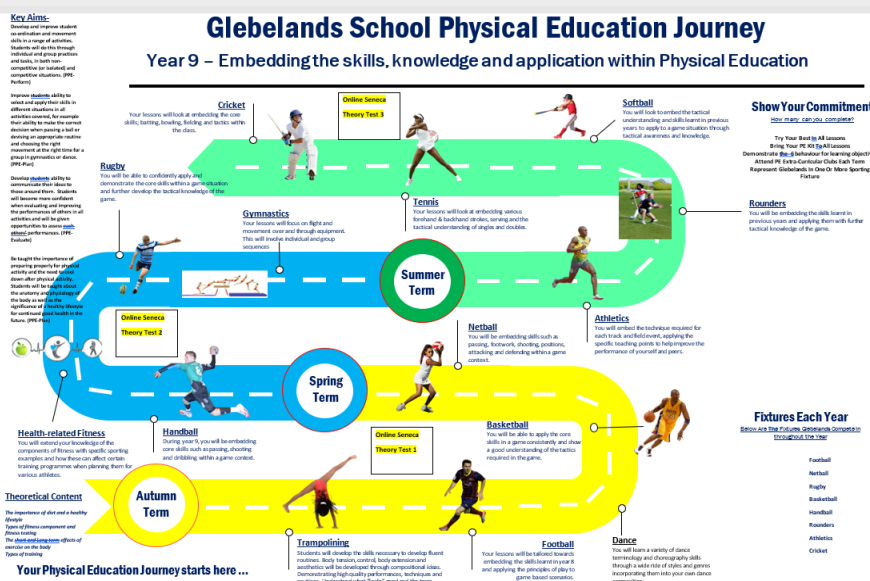 Glebelands School Physical Education Journey
Year 9 – Embedding the skills, knowledge and application within Physical Education
Key Aims-
Develop and improve student
co-ordination and movement
skills in a range of activities.
Students will do this through
individual and group practices
and tasks, in both non-
competitive (or isolated) and
competitive situations. (PPE-
Perform)
Improve students ability to
select and apply their skills in
different situations in all
activities covered, for example
their ability to make the correct
decision when passing a ball or
devising an appropriate routine
and choosing the right
movement at the right time for a
group in gymnastics or dance.
(PPE-Plan)
Develop students ability to
communicate their ideas to
those around them. Students
will become more confident
when evaluating and improving
the performances of others in all
activities and will be given
opportunities to assess each
others' performances. (PPE-
Evaluate)
Be taught the importance of
preparing properly for physical
activity and the need to cool
down after physical activity.
Students will be taught about
the anatomy and physiology of
the body as well as the
significance of a healthy lifestyle
for continued good health in the
future. (PPE-Plan)
Cricket
Your lessons will look at embedding the core
skills; batting, bowling, fielding and tactics within
the class.
Online Seneca
Theory Test 3
Softball
You will look to embed the tactical
understanding and skills learnt in previous
years to apply to a game situation through
tactical awareness and knowledge.
Show Your Commitment
How many can you complete?
Try Your Best In All Lessons
Bring Your PE Kit To All Lessons
Demonstrate the 6 behaviour for learning objecti
Attend PE Extra-Curricular Clubs Each Term
Represent Glebelands In One Or More Sporting
Fixture
Rugby
You will be able to confidently apply and
demonstrate the core skills within a game situation
and further develop the tactical knowledge of the
game.
Gymnastics
Your lessons will focus on flight and
movement over and through equipment.
This will involve individual and group
sequences
Tennis
Your lessons will look at embedding various
forehand & backhand strokes, serving and the
tactical understanding of singles and doubles.
Rounders
You will be embedding the skills learnt in
previous years and applying them with further
tactical knowledge of the game.
Summer
Term
Online Seneca
Theory Test 2
Netball
You will be embedding skills such as
passing, footwork, shooting, positions,
attacking and defending within a game
context.
Athletics
You will embed the technique required for
each track and field event, applying the
specific teaching points to help improve the
performance of yourself and peers.
Spring
Term
Health-related Fitness
You will extend your knowledge of the
components of fitness with specific sporting
examples and how these can affect certain
training programmes when planning them for
various athletes.
Handball
During year 9, you will be embedding
core skills such as passing, shooting
and dribbling within a game context.
Online Seneca
Theory Test 1
Basketball
You will be able to apply the core
skills in a game consistently and show
a good understanding of the tactics
required in the game.
Fixtures Each Year
Below Are The Fixtures Glebelands Compete in
throughout the Year
Football
Netball
Rugby
Basketball
Handball
Rounders
Athletics
Cricket
Theoretical Content
The importance of diet and a healthy
lifestyle
Types of fitness component and
fitness testing
The short and long term effects of
exercise on the body
Types of training
Autumn
Term
Your Physical Education Journey starts here ...
Trampolining
Students will develop the skills necessary to develop fluent
routines. Body tension, control, body extension and
aesthetics will be developed through compositional ideas.
Demonstrating high quality performances, techniques and
Football
Your lessons will be tailored towards
embedding the skills learnt in year 8
and applying the principles of play to
game based scenarios.
Dance
You will learn a variety of dance
terminology and choreography skills
through a wide ride of styles and genres
incorporating them into your own dance